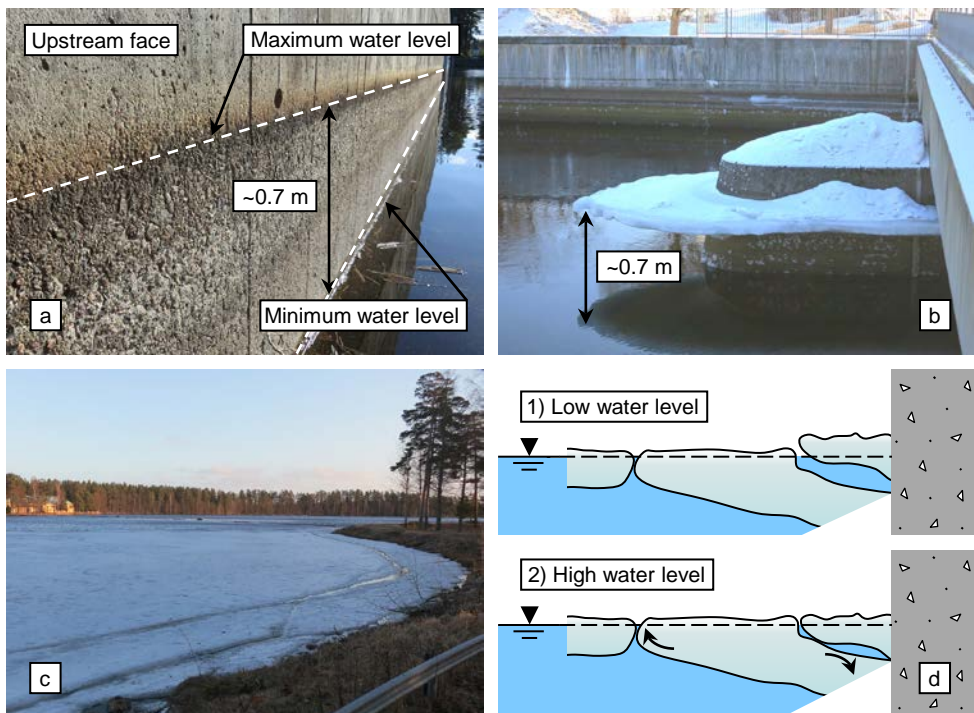 Upstream face
Maximum water level
~0.7 m
Minimum water level
a
~0.7 m
b
c
1) Low water level
2) High water level
d